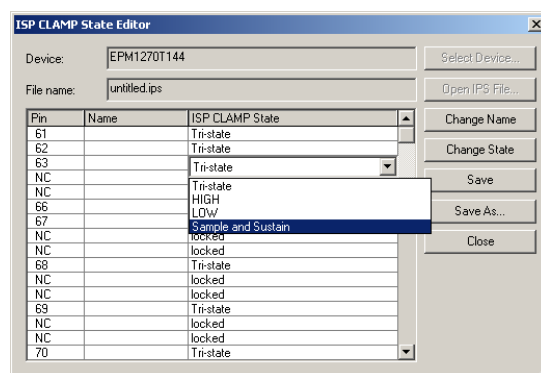 ISP CLAMP State Editor
Device: EPM1270T144 Select Device...
File name: untitled.ips Open IPS File...
Pin Name ISP CLAMP State
61 Tri-state Change Name
62 Tri-state Change State
63 Tri-state
NC Tri-state Save
NC HIGH
66 LOW Save As...
67 Sample and Sustain
NC locked Close
NC locked
68 Tri-state
NC locked
NC locked
69 Tri-state
NC locked
NC locked
70 Tri-state